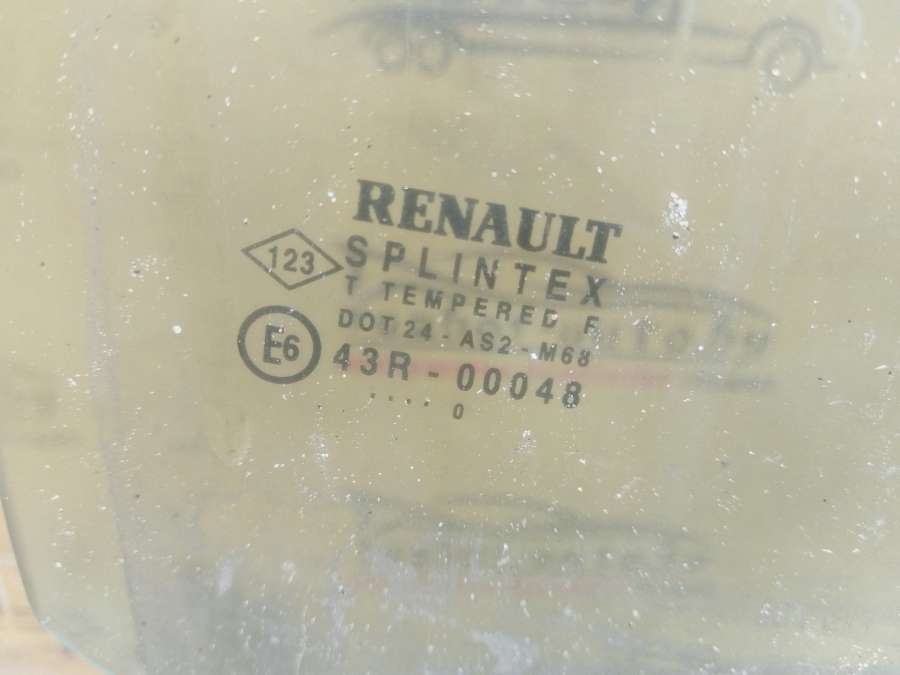 RENAULT
123
SPLINTEX
T TEMPERED F
DOT 24 - AS2 - M68
E6
43R - 00048
.... 0